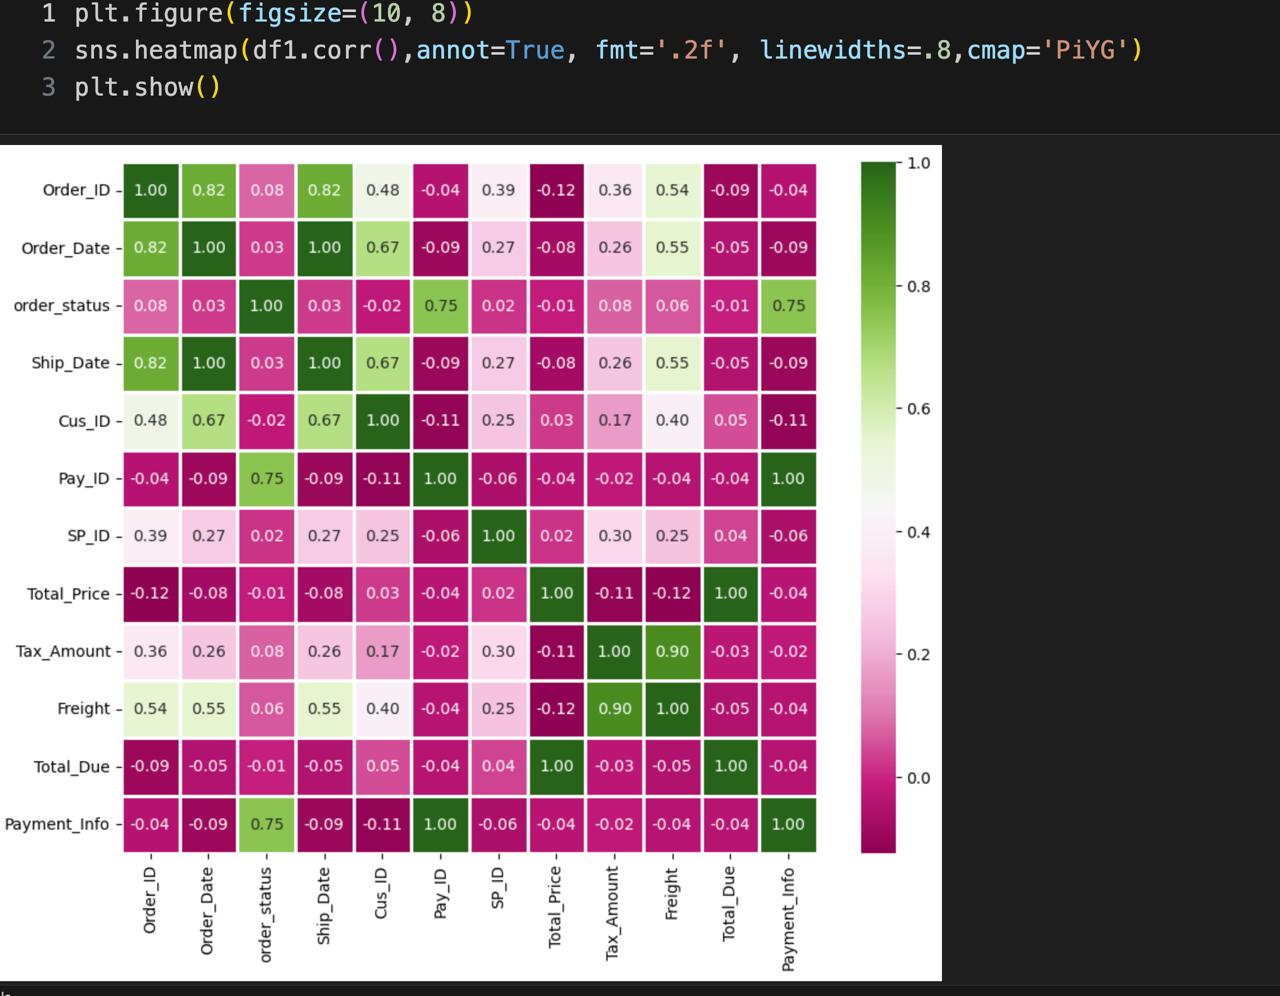 1 plt.figure(figsize=(10, 8))
2 sns.heatmap(df1.corr(),annot=True, fmt='.2f', linewidths=.8,cmap='PiYG')
3 plt.show()
Order_ID 1.00 0.82 0.08 0.82 0.48 -0.04 0.39 -0.12 0.36 0.54 -0.09 -0.04
Order_Date 0.82 1.00 0.03 1.00 0.67 -0.09 0.27 -0.08 0.26 0.55 -0.05 -0.09
order_status 0.08 0.03 1.00 0.03 -0.02 0.75 0.02 -0.01 0.08 0.06 -0.01 0.75
Ship_Date 0.82 1.00 0.03 1.00 0.67 -0.09 0.27 -0.08 0.26 0.55 -0.05 -0.09
Cus_ID 0.48 0.67 -0.02 0.67 1.00 -0.11 0.25 0.03 0.17 0.40 0.05 -0.11
Pay_ID -0.04 -0.09 0.75 -0.09 -0.11 1.00 -0.06 -0.04 -0.02 -0.04 -0.04 1.00
SP_ID 0.39 0.27 0.02 0.27 0.25 -0.06 1.00 0.02 0.30 0.25 0.04 -0.06
Total_Price -0.12 -0.08 -0.01 -0.08 0.03 -0.04 0.02 1.00 -0.11 -0.12 1.00 -0.04
Tax_Amount 0.36 0.26 0.08 0.26 0.17 -0.02 0.30 -0.11 1.00 0.90 -0.03 -0.02
Freight 0.54 0.55 0.06 0.55 0.40 -0.04 0.25 -0.12 0.90 1.00 -0.05 -0.04
Total_Due -0.09 -0.05 -0.01 -0.05 0.05 -0.04 0.04 1.00 -0.03 -0.05 1.00 -0.04
Payment_Info -0.04 -0.09 0.75 -0.09 -0.11 1.00 -0.06 -0.04 -0.02 -0.04 -0.04 1.00
Order_ID
Order_Date
order_status
Ship_Date
Cus_ID
Pay_ID
SP_ID
Total_Price
Tax_Amount
Freight
Total_Due
Payment_Info
1.0
0.8
0.6
0.4
0.2
0.0